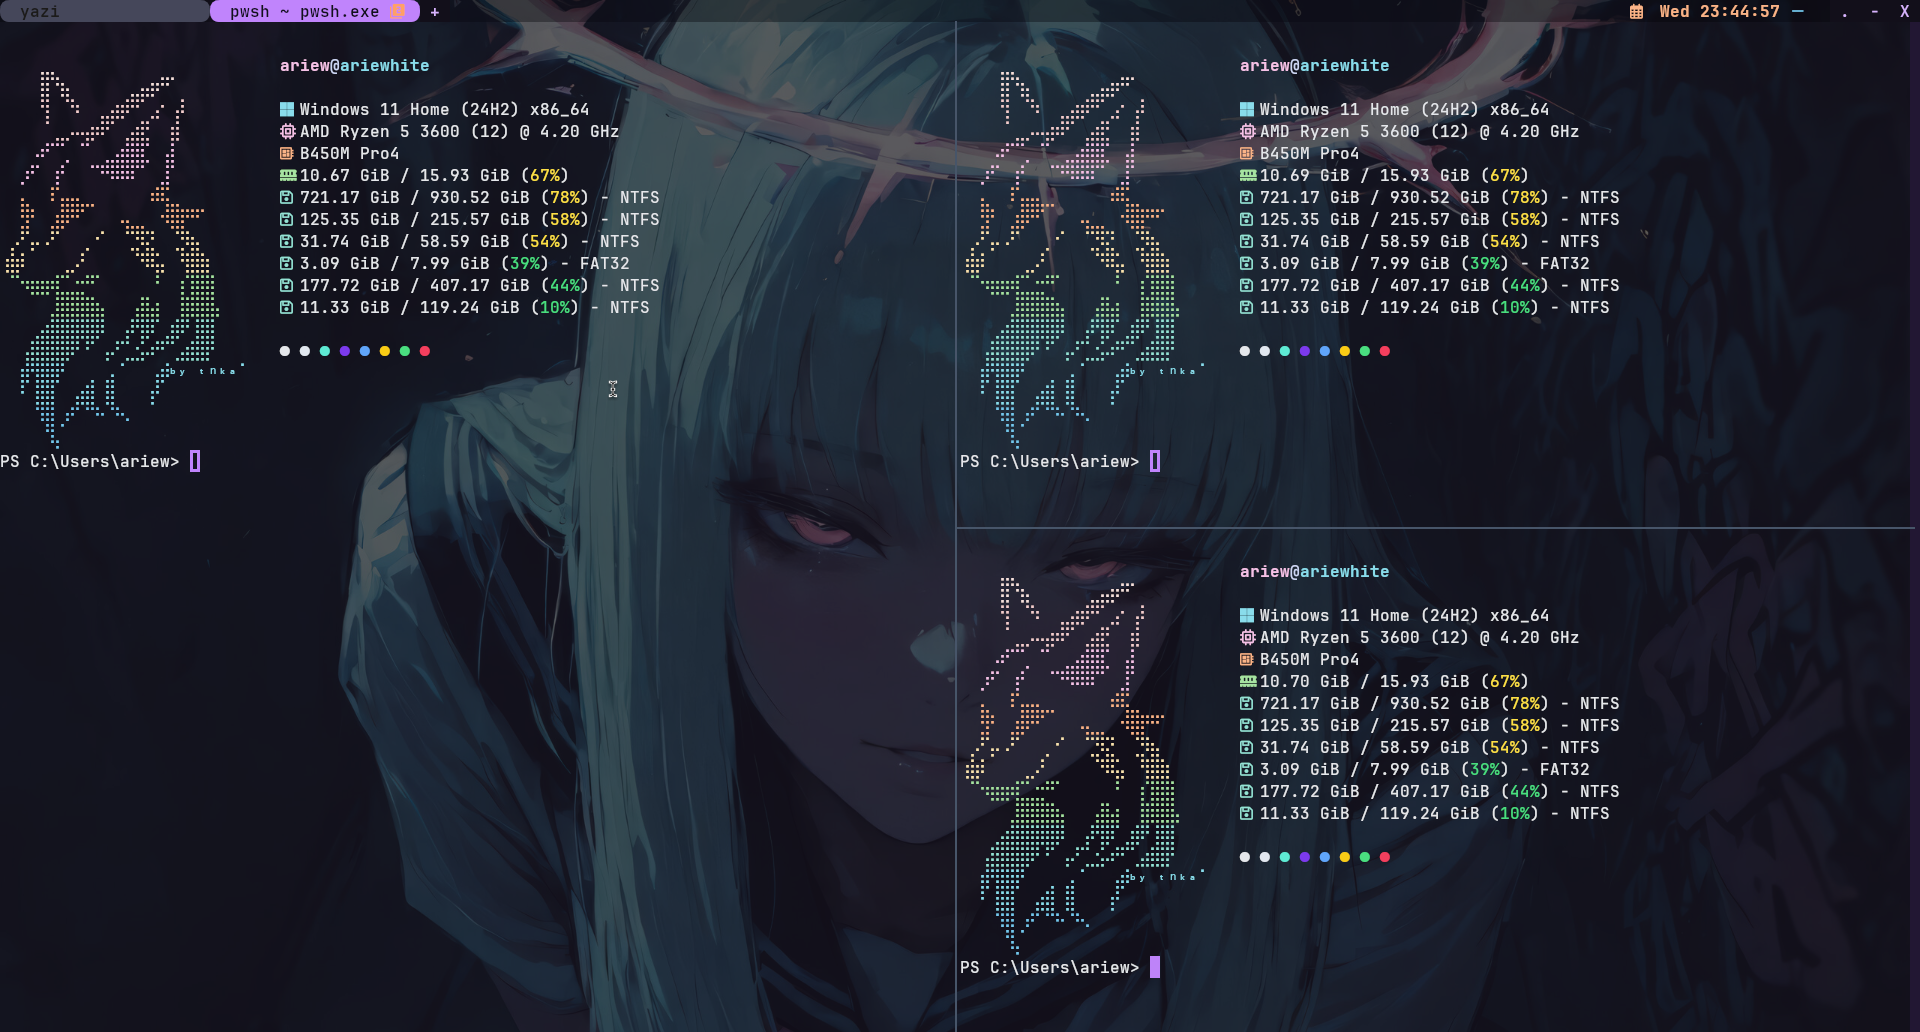 yazi
pwsh ~ pwsh.exe
+
Wed 23:44:57 — . - X
ariew@ariewhite
Windows 11 Home (24H2) x86_64
AMD Ryzen 5 3600 (12) @ 4.20 GHz
B450M Pro4
10.67 GiB / 15.93 GiB (67%)
721.17 GiB / 930.52 GiB (78%) - NTFS
125.35 GiB / 215.57 GiB (58%) - NTFS
31.74 GiB / 58.59 GiB (54%) - NTFS
3.09 GiB / 7.99 GiB (39%) - FAT32
177.72 GiB / 407.17 GiB (44%) - NTFS
11.33 GiB / 119.24 GiB (10%) - NTFS
by tnka
PS C:\Users\ariew>
ariew@ariewhite
Windows 11 Home (24H2) x86_64
AMD Ryzen 5 3600 (12) @ 4.20 GHz
B450M Pro4
10.69 GiB / 15.93 GiB (67%)
721.17 GiB / 930.52 GiB (78%) - NTFS
125.35 GiB / 215.57 GiB (58%) - NTFS
31.74 GiB / 58.59 GiB (54%) - NTFS
3.09 GiB / 7.99 GiB (39%) - FAT32
177.72 GiB / 407.17 GiB (44%) - NTFS
11.33 GiB / 119.24 GiB (10%) - NTFS
by tnka
PS C:\Users\ariew>
ariew@ariewhite
Windows 11 Home (24H2) x86_64
AMD Ryzen 5 3600 (12) @ 4.20 GHz
B450M Pro4
10.70 GiB / 15.93 GiB (67%)
721.17 GiB / 930.52 GiB (78%) - NTFS
125.35 GiB / 215.57 GiB (58%) - NTFS
31.74 GiB / 58.59 GiB (54%) - NTFS
3.09 GiB / 7.99 GiB (39%) - FAT32
177.72 GiB / 407.17 GiB (44%) - NTFS
11.33 GiB / 119.24 GiB (10%) - NTFS
by tnka
PS C:\Users\ariew>